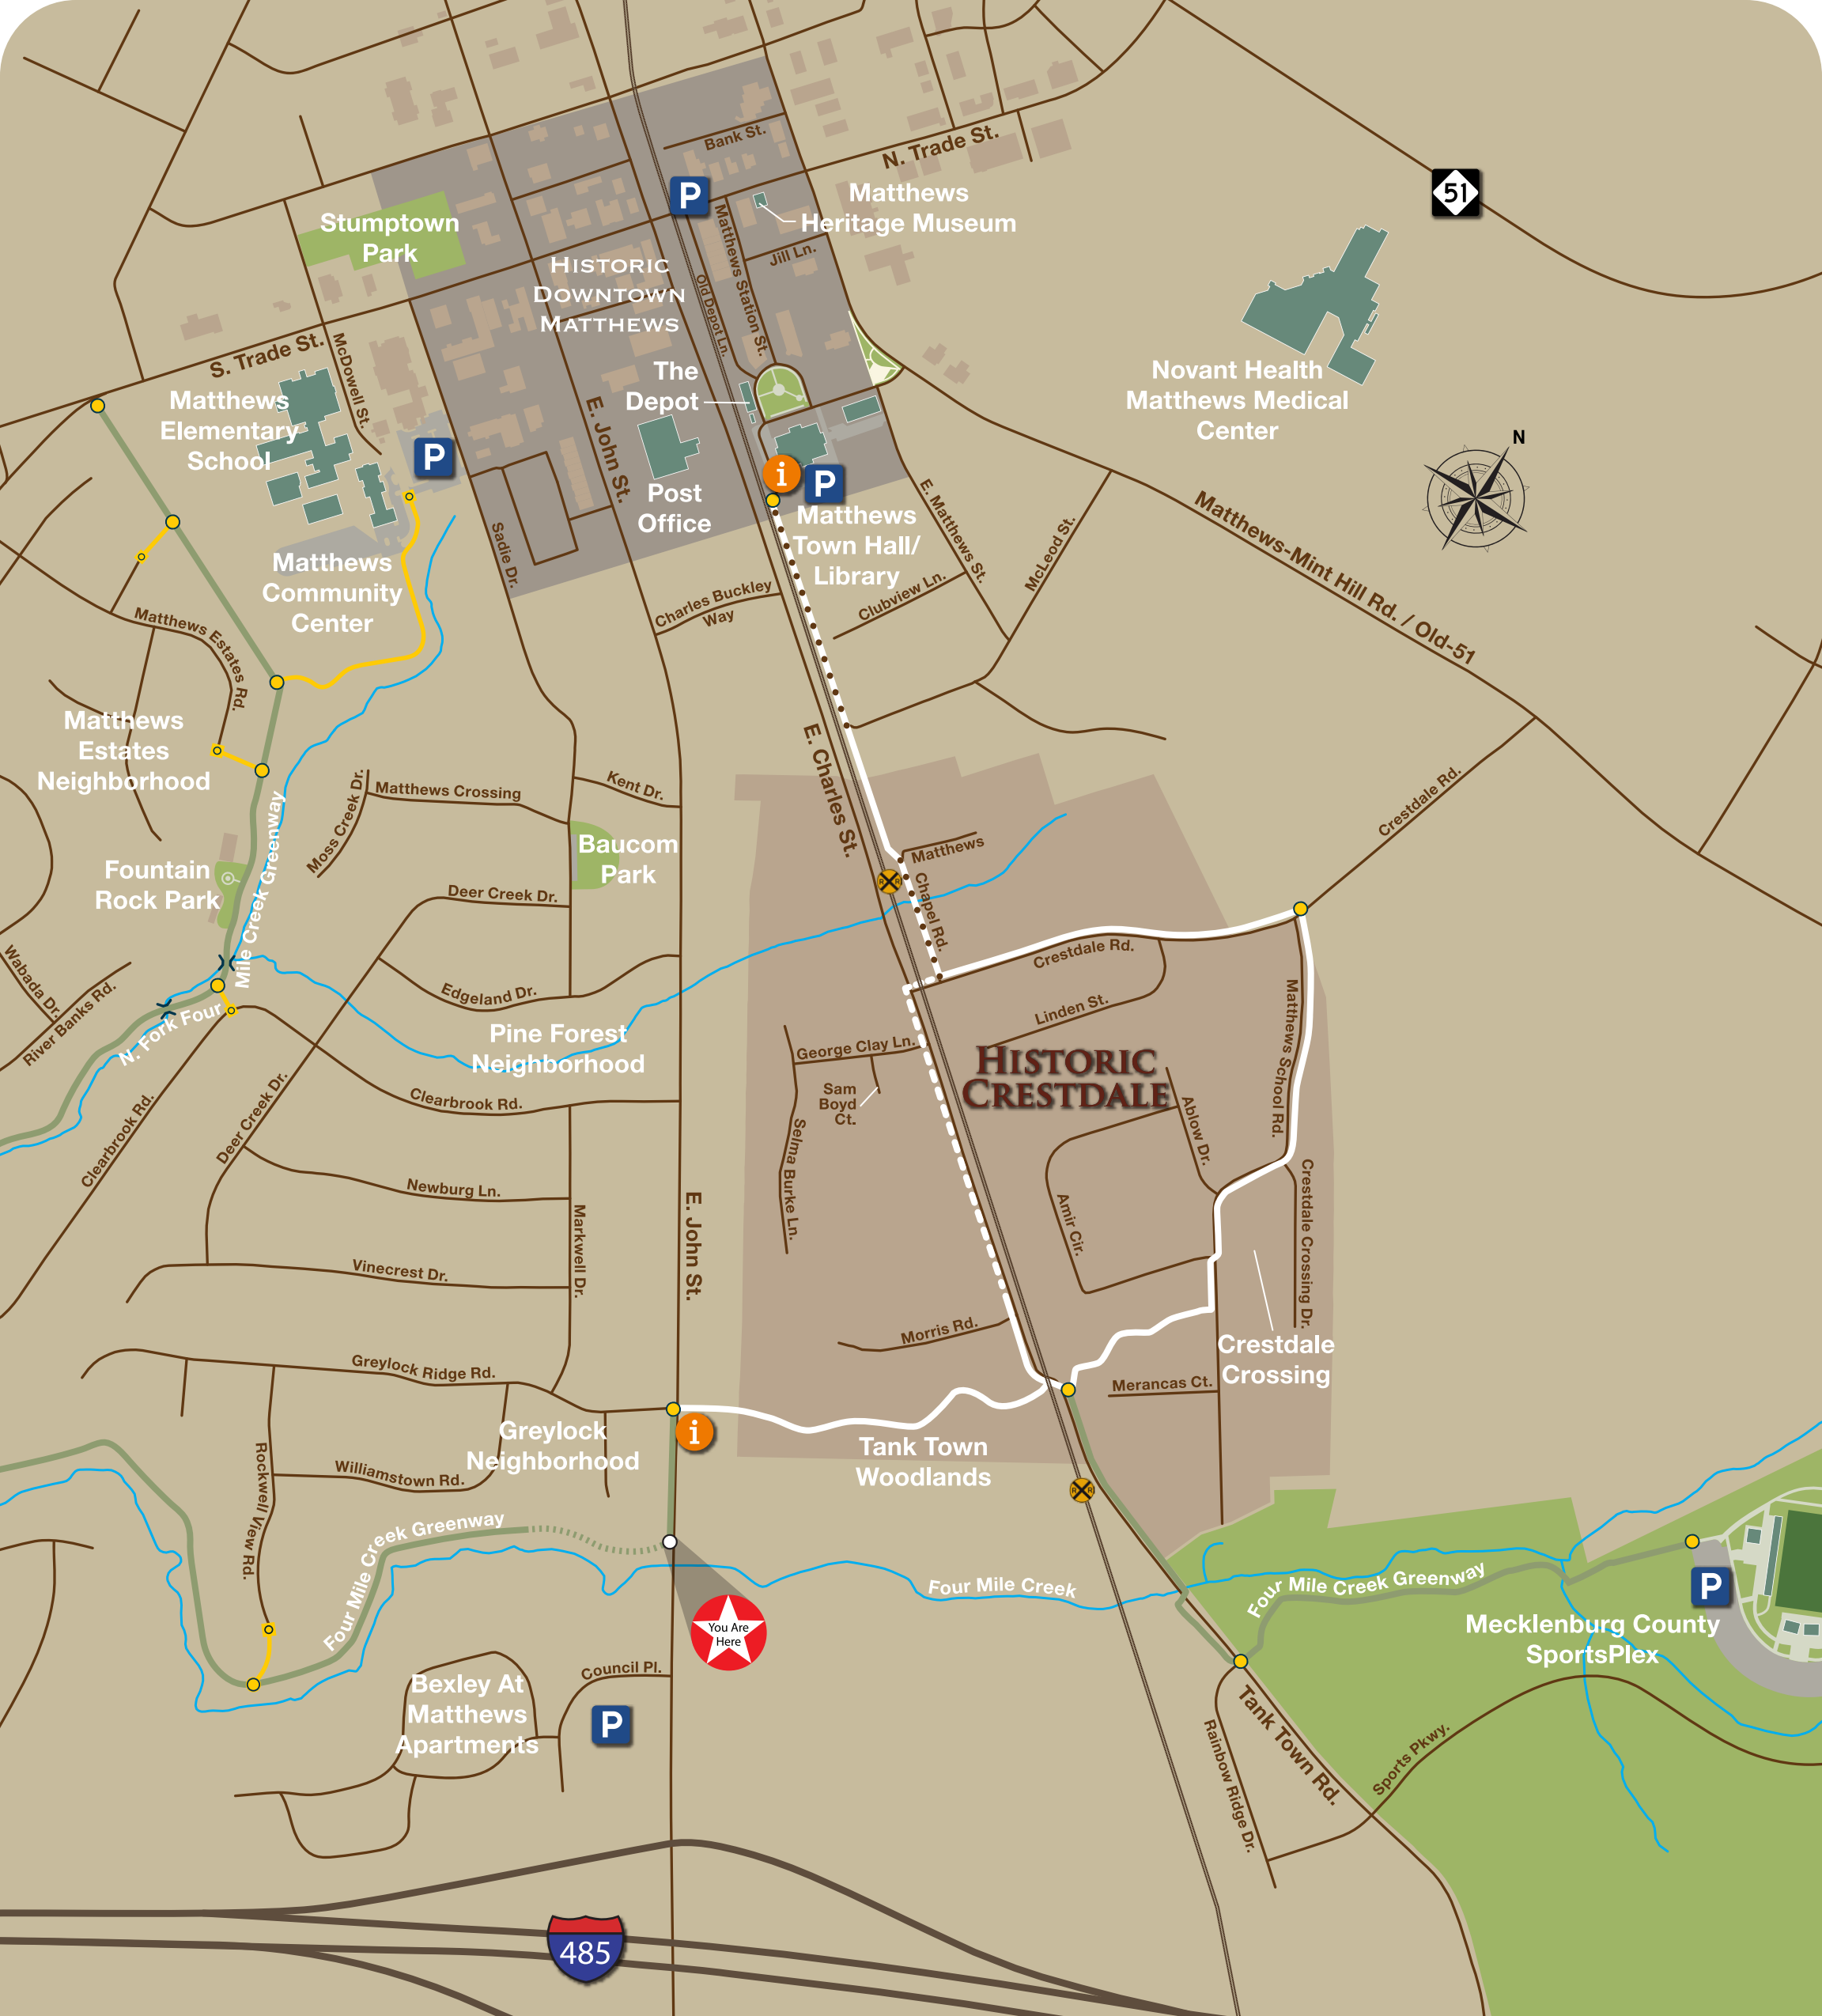 Bank St.
N. Trade St.
51
P
Matthews
Heritage Museum
Stumptown
Park
Matthews Station St.
Jill Ln.
Historic
Downtown
Matthews
Old Depot Ln.
S. Trade St.
McDowell St.
The
Depot
Novant Health
Matthews Medical
Center
Matthews
Elementary
School
P
E. John St.
N
i
P
Post
Office
Matthews
Town Hall/
Library
E. Matthews St.
McLeod St.
Matthews-Mint Hill Rd. / Old-51
Sadie Dr.
Matthews
Community
Center
Charles Buckley
Way
Clubview Ln.
Matthews Estates Rd.
Matthews
Estates
Neighborhood
E. Charles St.
Moss Creek Dr.
Matthews Crossing
Kent Dr.
Crestdale Rd.
Baucom
Park
Matthews
Chapel Rd.
RR
Fountain
Rock Park
Mile Creek Greenway
Deer Creek Dr.
Wabada Dr.
River Banks Rd.
N. Fork Four
Edgeland Dr.
Crestdale Rd.
Linden St.
Matthews School Rd.
Pine Forest
Neighborhood
George Clay Ln.
Historic
Crestdale
Sam
Boyd
Ct.
Clearbrook Rd.
Clearbrook Rd.
Deer Creek Dr.
Selma Burke Ln.
Ablow Dr.
Amir Cir.
Newburg Ln.
E. John St.
Markwell Dr.
Crestdale Crossing Dr.
Vinecrest Dr.
Morris Rd.
Crestdale
Crossing
Greylock Ridge Rd.
Merancas Ct.
Greylock
Neighborhood
i
Tank Town
Woodlands
Rockwell View Rd.
Williamstown Rd.
RR
Four Mile Creek Greenway
Four Mile Creek
Four Mile Creek Greenway
P
Mecklenburg County
SportsPlex
You Are
Here
Council Pl.
Bexley At
Matthews
Apartments
P
Rainbow Ridge Dr.
Tank Town Rd.
Sports Pkwy.
485